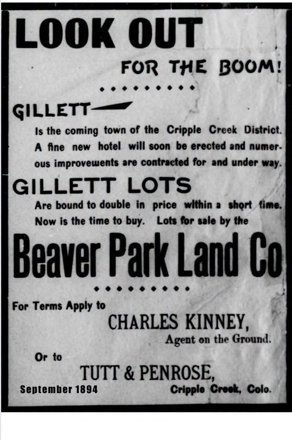 LOOK OUT
FOR THE BOOM!
GILLETT
Is the coming town of the Cripple Creek District.
A fine new hotel will soon be erected and numer-
ous improvements are contracted for and under way.
GILLETT LOTS
Are bound to double in price within a short time.
Now is the time to buy. Lots for sale by the
Beaver Park Land Co
For Terms Apply to
CHARLES KINNEY,
Agent on the Ground.
Or to
TUTT & PENROSE,
September 1894 Cripple Creek, Colo.